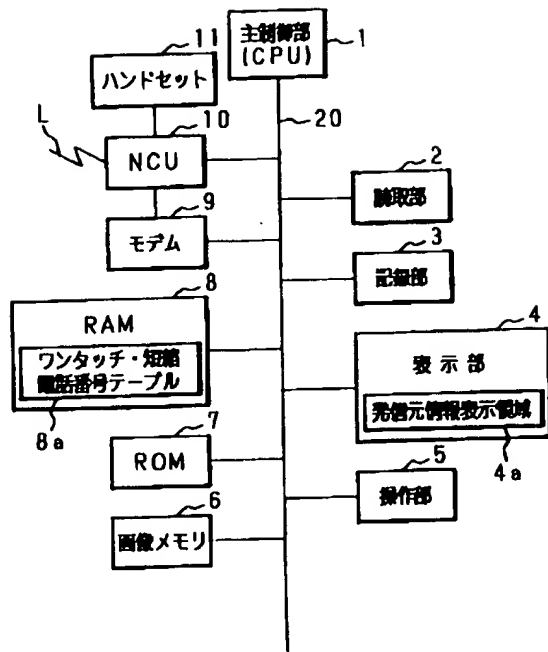 11
主制御部
(CPU)
1
ハンドセット
L
10
20
NCU
2
読取部
9
モデム
3
記録部
8
RAM
ワンタッチ・短縮
電話番号テーブル
8a
4
表示部
発信元情報表示領域
4a
7
ROM
5
操作部
6
画像メモリ